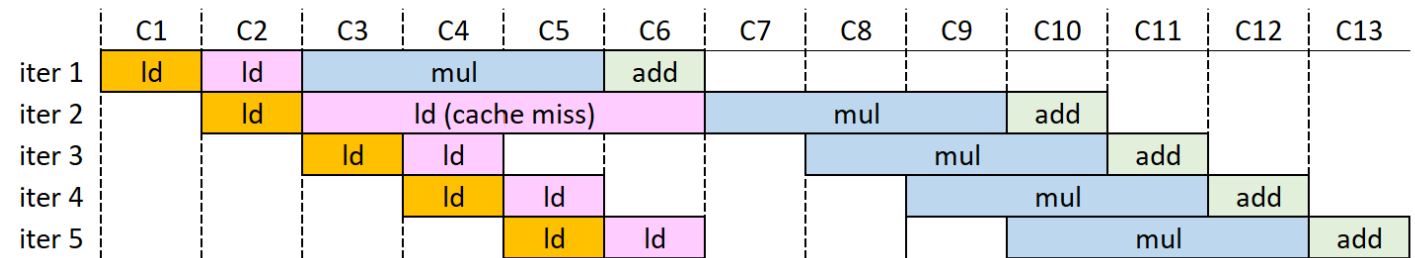 C1 C2 C3 C4 C5 C6 C7 C8 C9 C10 C11 C12 C13
iter 1 ld ld mul add
iter 2 ld ld (cache miss) mul add
iter 3 ld ld mul add
iter 4 ld ld mul add
iter 5 ld ld mul add